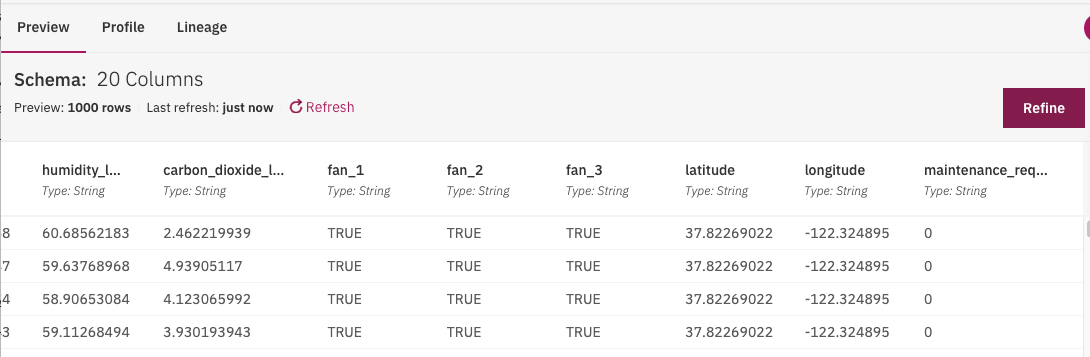 Preview Profile Lineage
Schema: 20 Columns
Preview: 1000 rows Last refresh: just now Refresh
Refine
humidity_l... carbon_dioxide_l... fan_1 fan_2 fan_3 latitude longitude maintenance_req...
Type: String Type: String Type: String Type: String Type: String Type: String Type: String Type: String
8 60.68562183 2.462219939 TRUE TRUE TRUE 37.82269022 -122.324895 0
7 59.63768968 4.93905117 TRUE TRUE TRUE 37.82269022 -122.324895 0
4 58.90653084 4.123065992 TRUE TRUE TRUE 37.82269022 -122.324895 0
3 59.11268494 3.930193943 TRUE TRUE TRUE 37.82269022 -122.324895 0